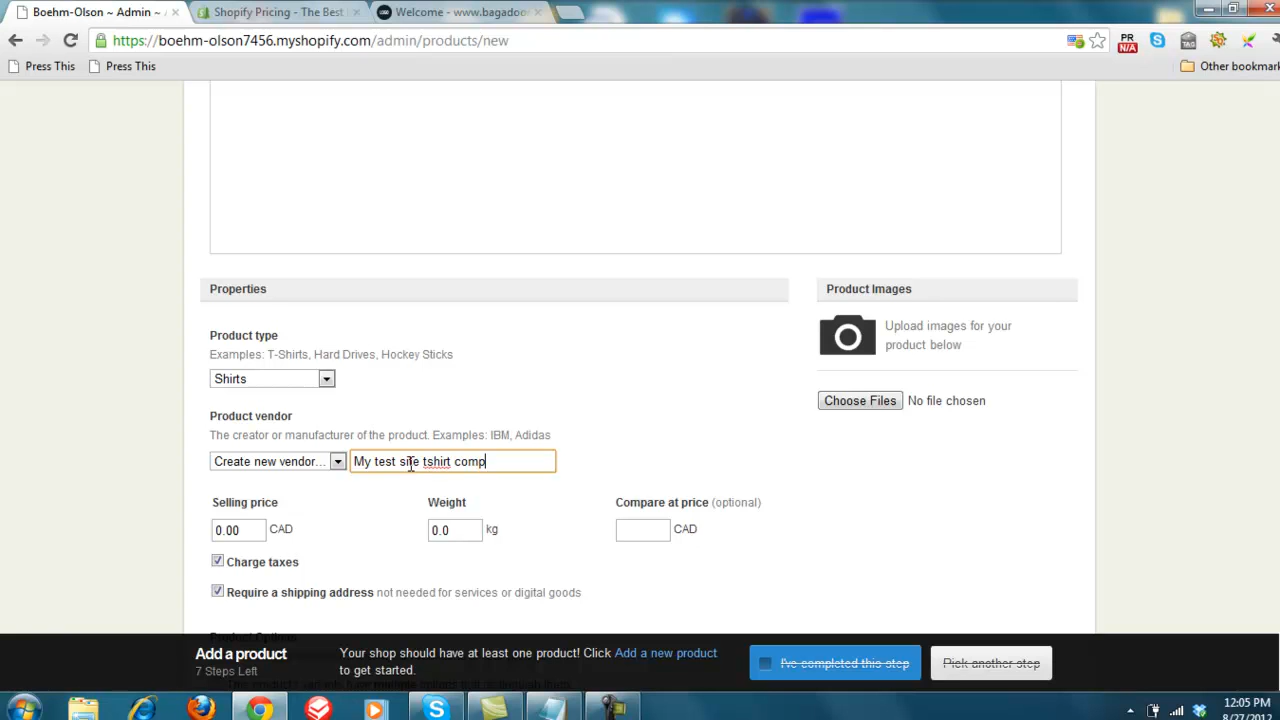 Boehm-Olson ~ Admin ~
Shopify Pricing - The Best
Welcome - www.bagadoo
https://boehm-olson7456.myshopify.com/admin/products/new
PR
N/A
TAG
Press This
Press This
Other bookmark
Properties
Product Images
Product type
Examples: T-Shirts, Hard Drives, Hockey Sticks
Shirts
Upload images for your
product below
Choose Files No file chosen
Product vendor
The creator or manufacturer of the product. Examples: IBM, Adidas
Create new vendor...
My test site tshirt comp
Selling price
Weight
Compare at price (optional)
0.00 CAD
0.0 kg
CAD
Charge taxes
Require a shipping address not needed for services or digital goods
Product Options
Add a product
7 Steps Left
Your shop should have at least one product! Click Add a new product
to get started.
I've completed this step
Pick another step
12:05 PM
8/27/2012